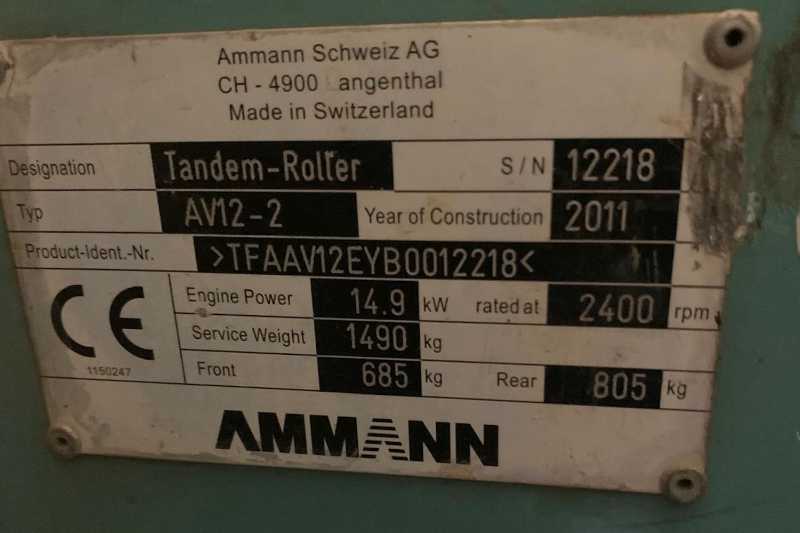 Ammann Schweiz AG
CH - 4900 angenthal
Made in Switzerland
Designation Tandem-Roller S/N 12218
Typ AV12-2 Year of Construction 2011
Product-Ident.-Nr. >TFAAV12EYB0012218<
CE Engine Power 14.9 kW rated at 2400 rpm
Service Weight 1490 kg
1150247 Front 685 kg Rear 805 kg
AMMANN